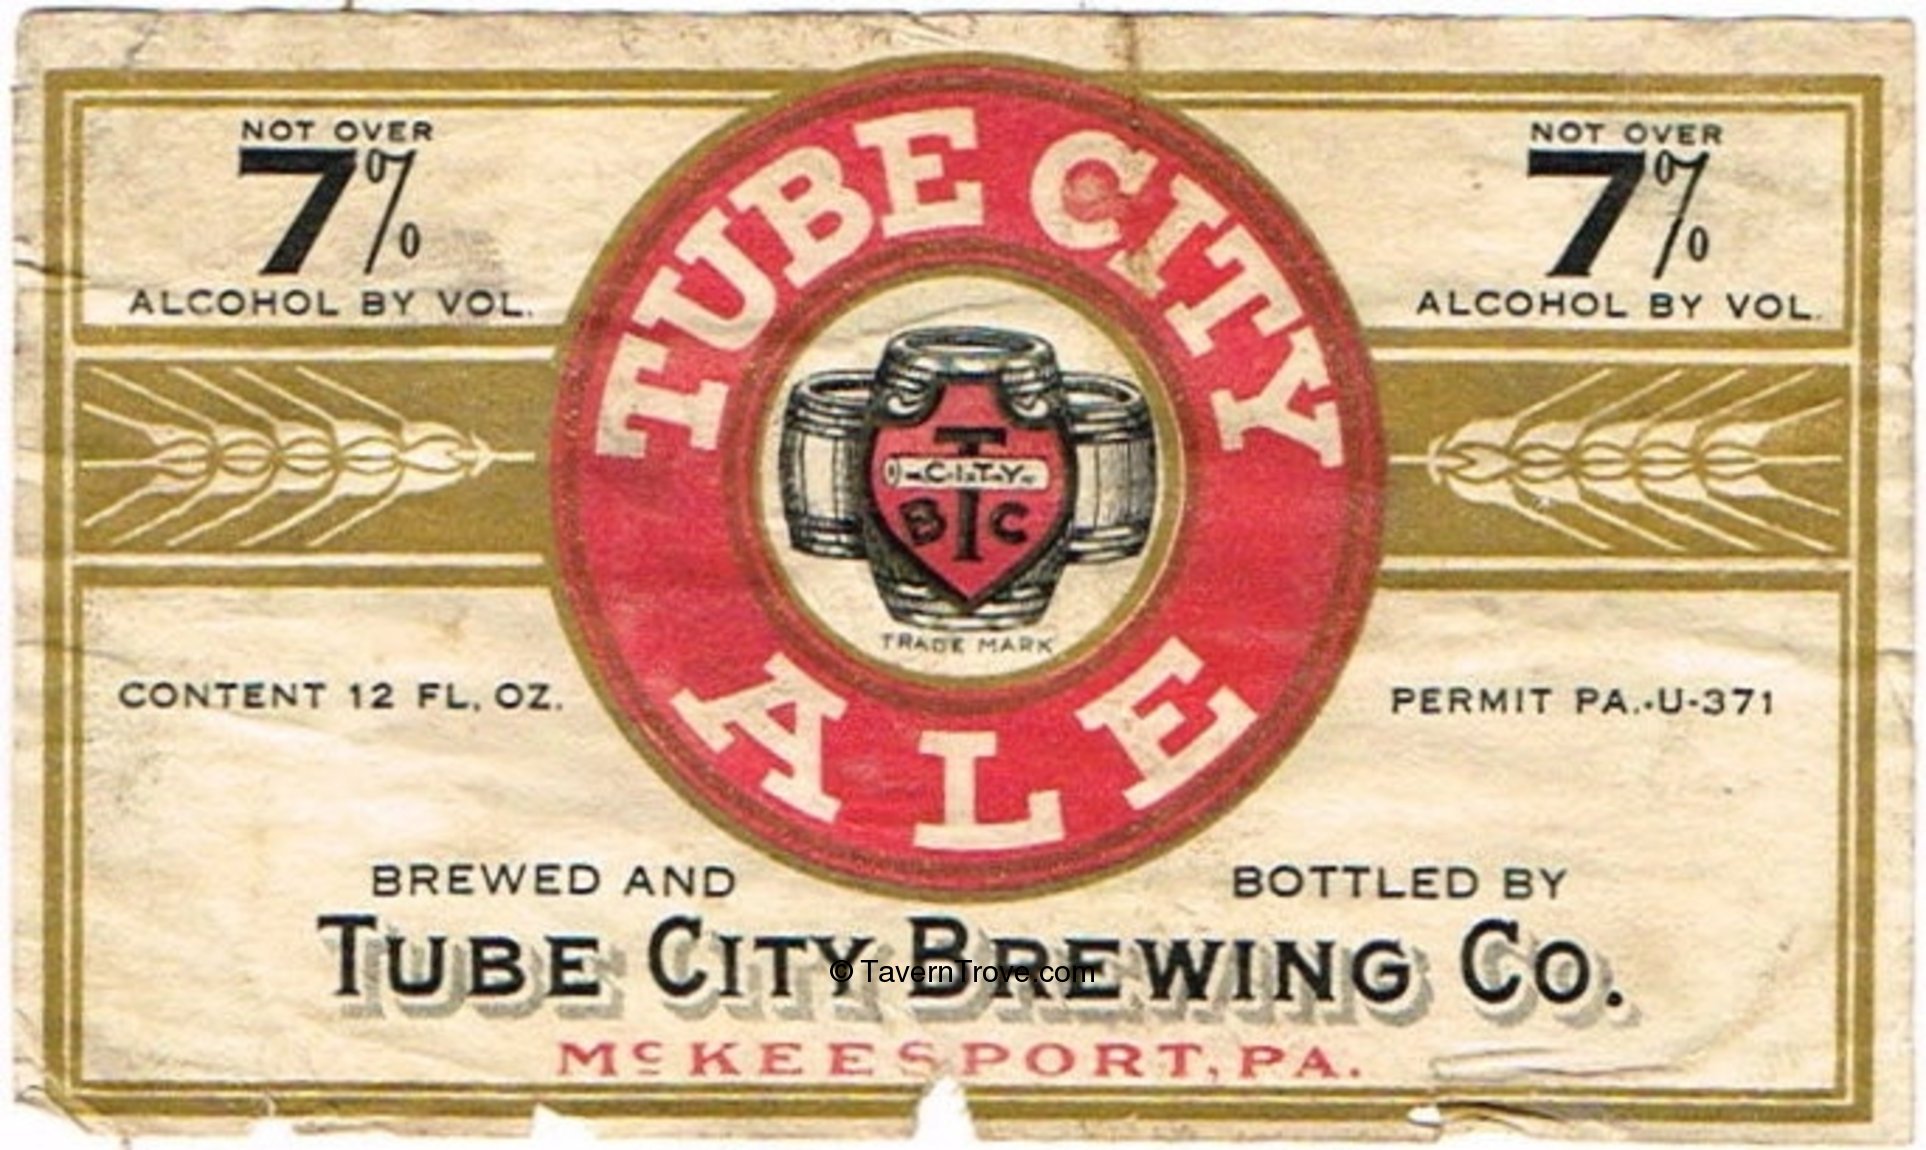 NOT OVER
7%
ALCOHOL BY VOL.
TUBE CITY
NOT OVER
7%
ALCOHOL BY VOL.
T
CITY
B C
TRADE MARK
ALE
CONTENT 12 FL. OZ.
PERMIT PA.-U-371
BREWED AND BOTTLED BY
TUBE CITY BREWING CO.
© TavernTrove.com
McKEESPORT, PA.